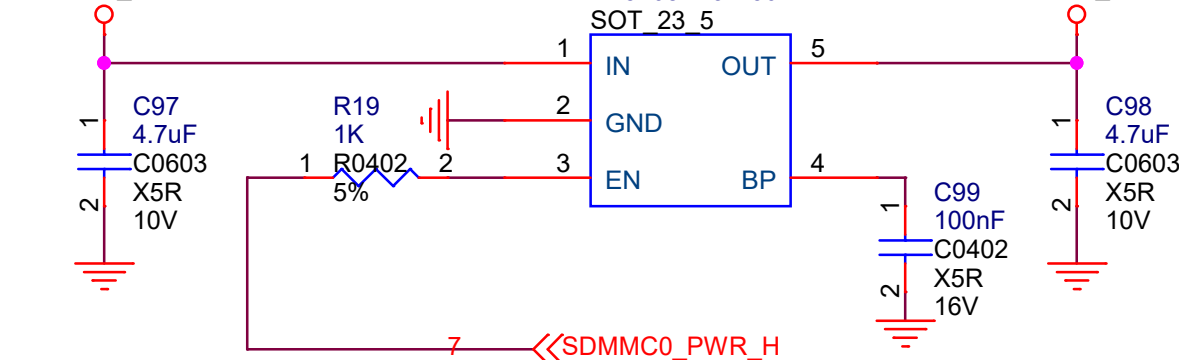 SOT_23_5
1 IN OUT 5
2 GND
3 EN BP 4
C97
4.7uF
C0603
X5R
10V
1
2
R19
1K
1 R0402 2
5%
C99
100nF
C0402
X5R
16V
1
2
C98
4.7uF
C0603
X5R
10V
1
2
7 SDMMC0_PWR_H